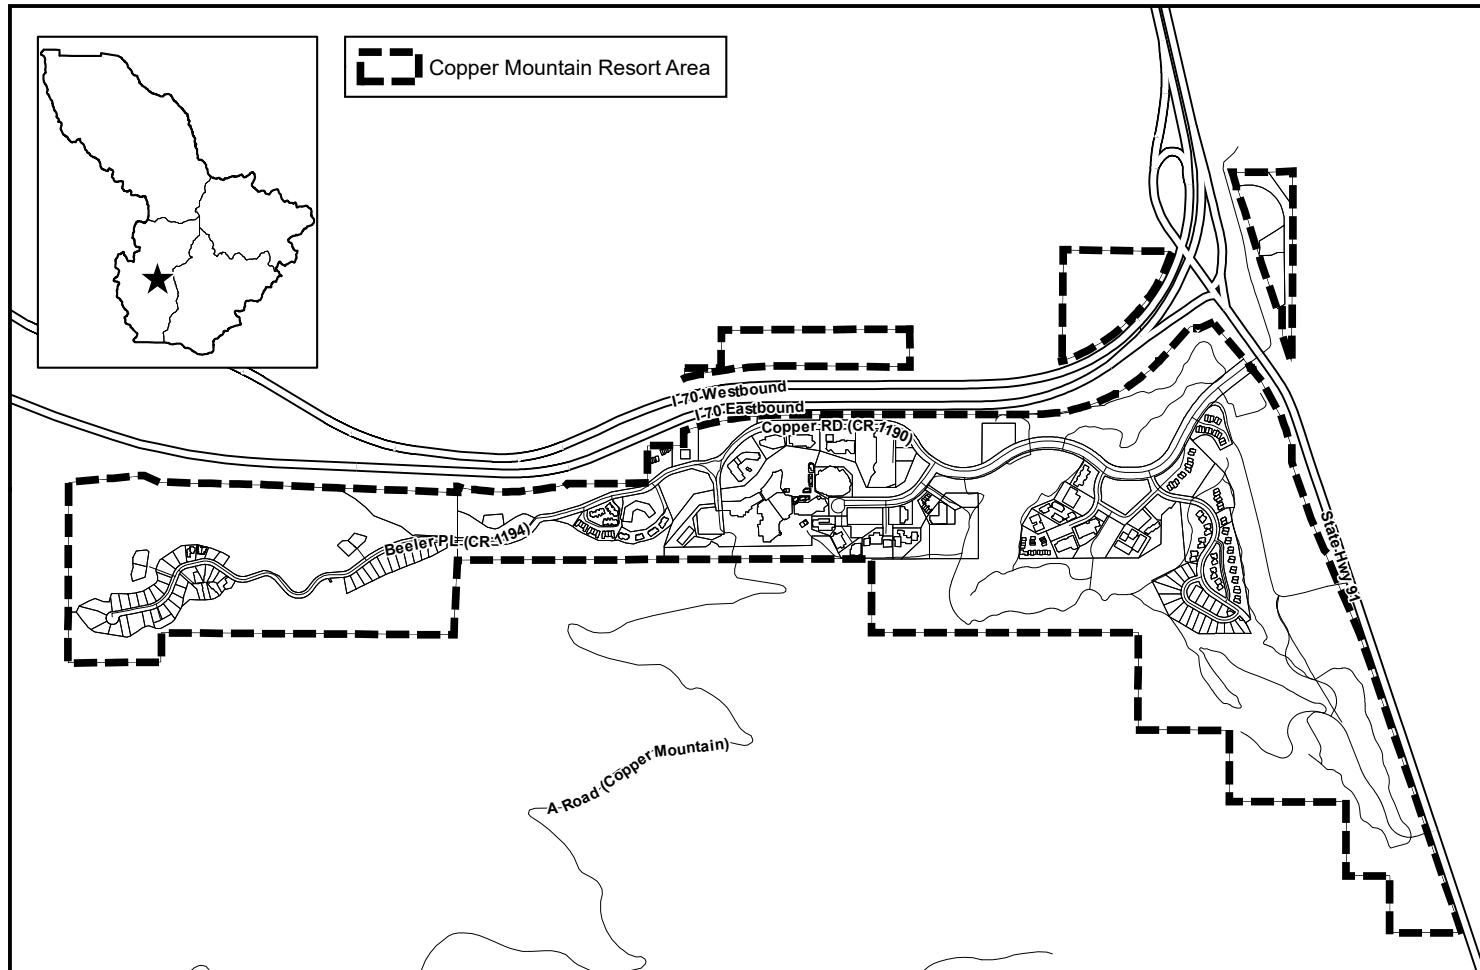 Copper Mountain Resort Area
I-70 Westbound
I-70 Eastbound
Copper RD (CR 1190)
Beeler PL (CR 1194)
State Hwy 91
A Road (Copper Mountain)